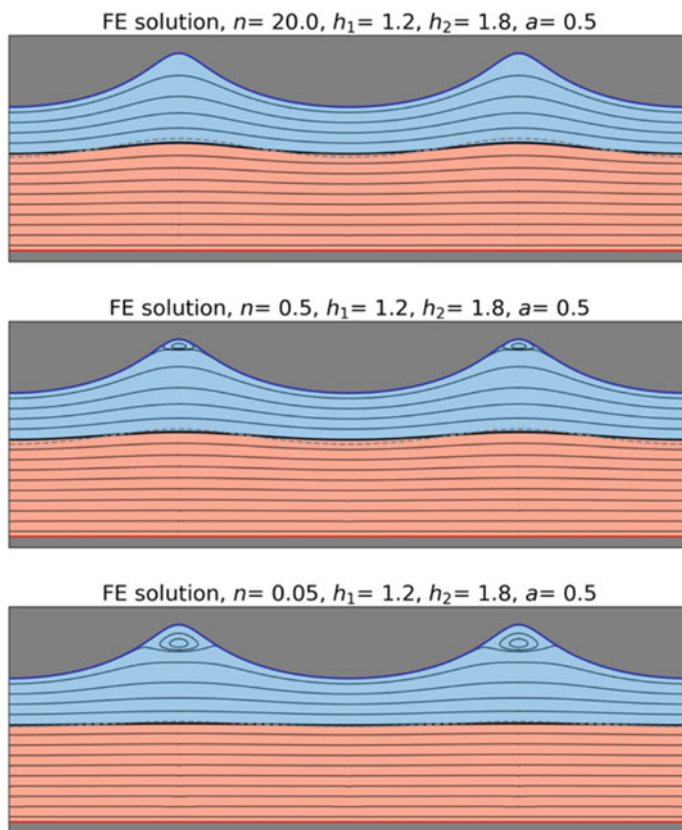 FE solution, n= 20.0, h₁= 1.2, h₂= 1.8, a= 0.5
FE solution, n= 0.5, h₁= 1.2, h₂= 1.8, a= 0.5
FE solution, n= 0.05, h₁= 1.2, h₂= 1.8, a= 0.5